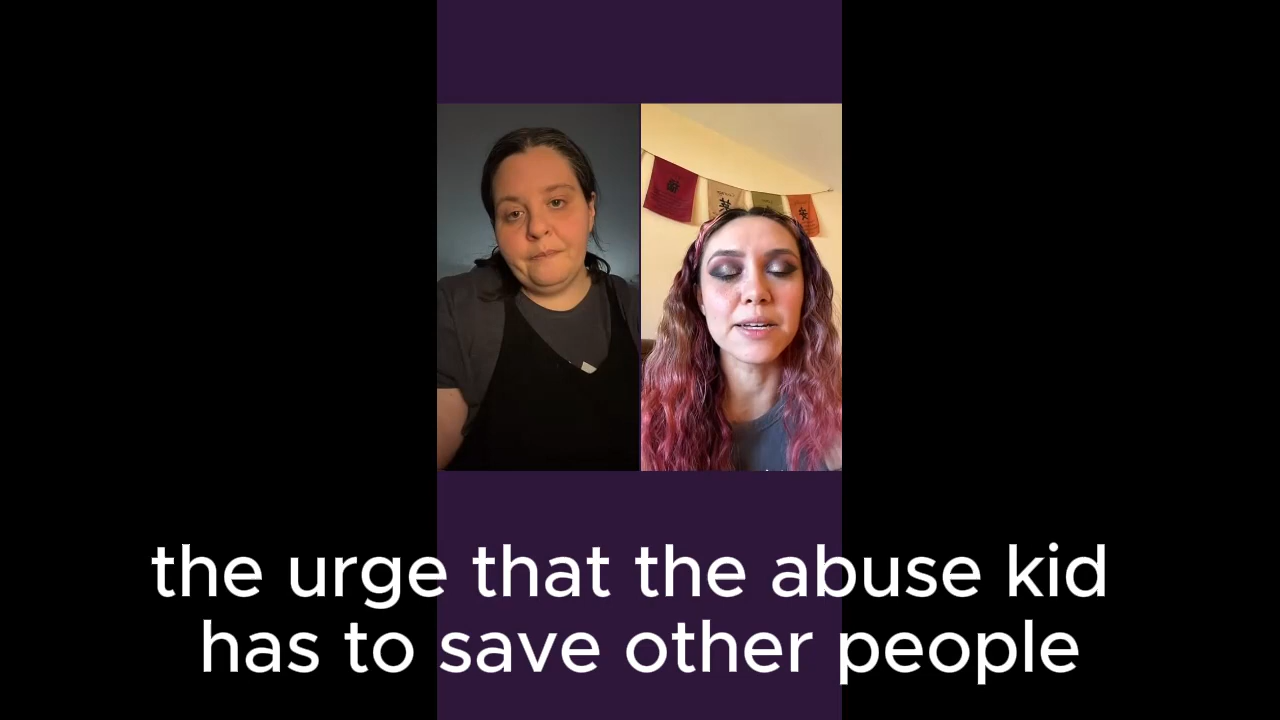 the urge that the abuse kid
has to save other people